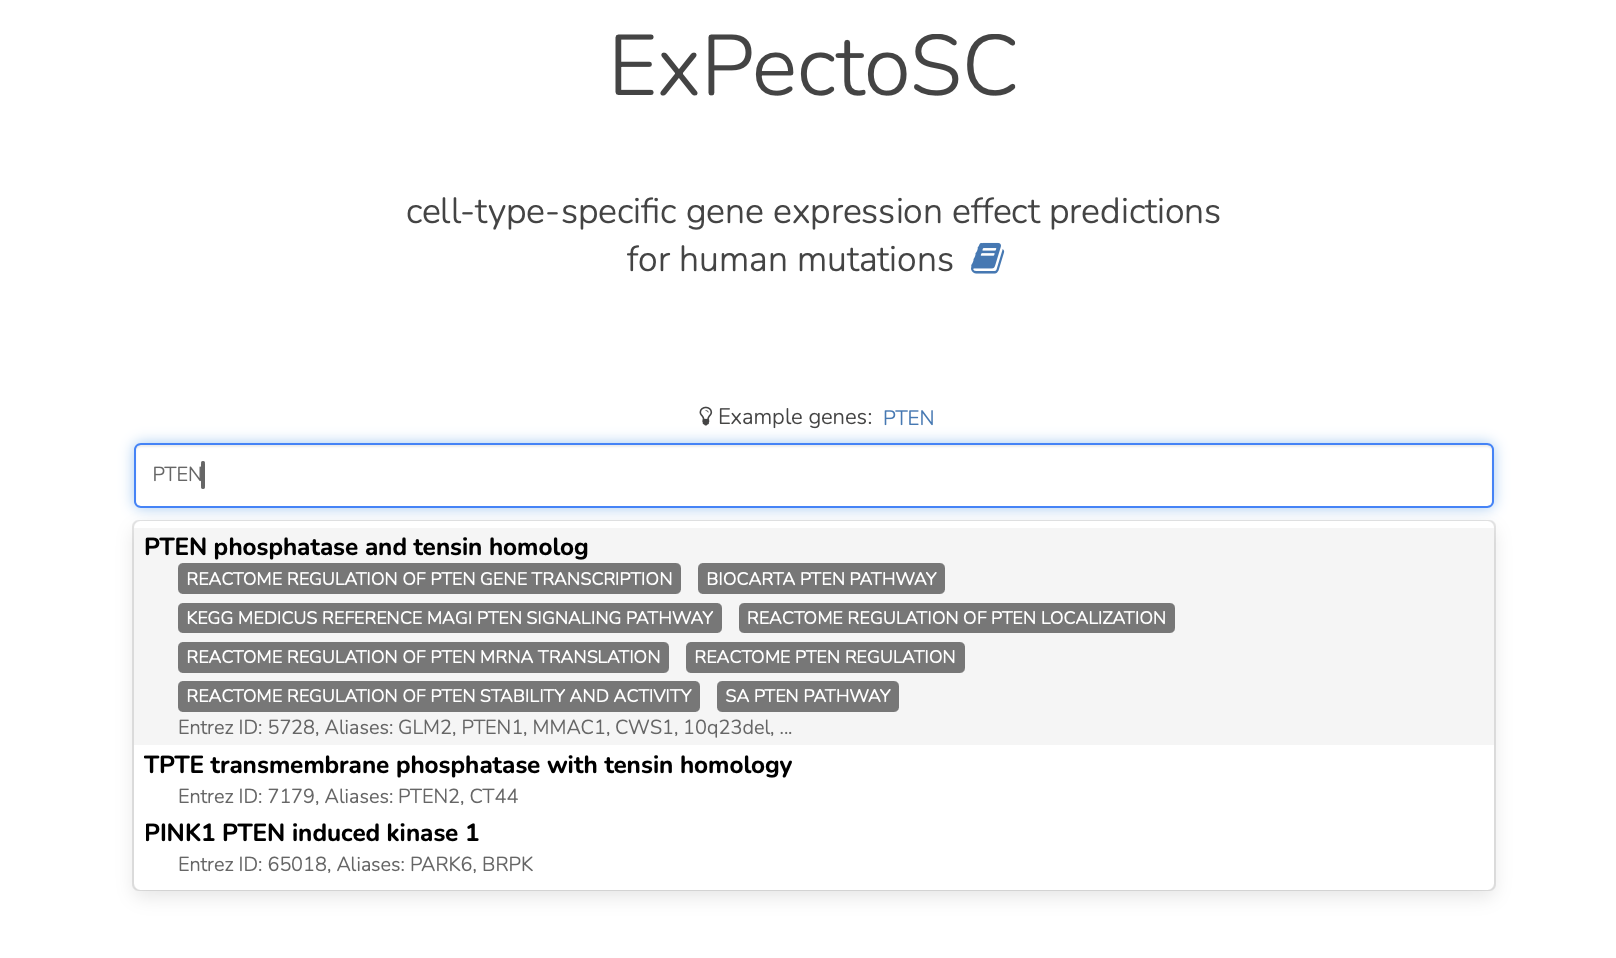 ExPectoSC
cell-type-specific gene expression effect predictions
for human mutations
Example genes: PTEN
PTEN
PTEN phosphatase and tensin homolog
REACTOME REGULATION OF PTEN GENE TRANSCRIPTION BIOCARTA PTEN PATHWAY
KEGG MEDICUS REFERENCE MAGI PTEN SIGNALING PATHWAY REACTOME REGULATION OF PTEN LOCALIZATION
REACTOME REGULATION OF PTEN MRNA TRANSLATION REACTOME PTEN REGULATION
REACTOME REGULATION OF PTEN STABILITY AND ACTIVITY SA PTEN PATHWAY
Entrez ID: 5728, Aliases: GLM2, PTEN1, MMAC1, CWS1, 10q23del, ...
TPTE transmembrane phosphatase with tensin homology
Entrez ID: 7179, Aliases: PTEN2, CT44
PINK1 PTEN induced kinase 1
Entrez ID: 65018, Aliases: PARK6, BRPK